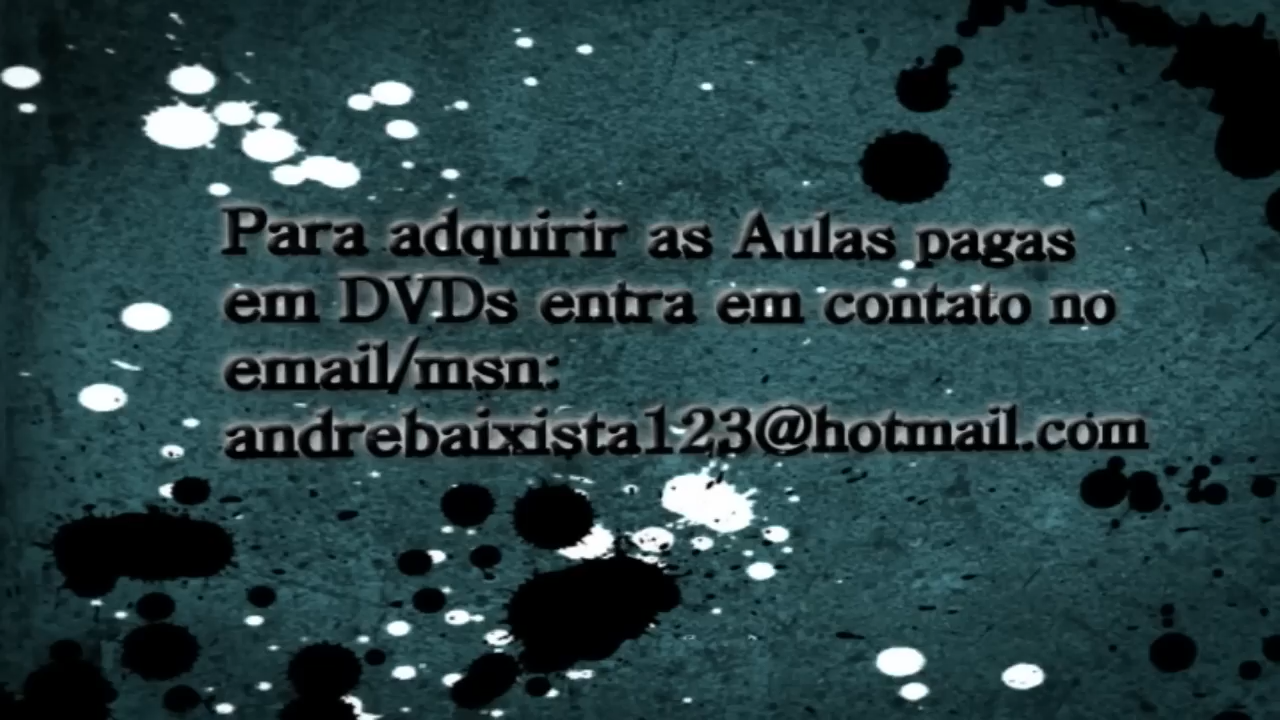 Para adquirir as Aulas pagas
em DVDs entra em contato no
email/msn:
andrebaixista123@hotmail.com